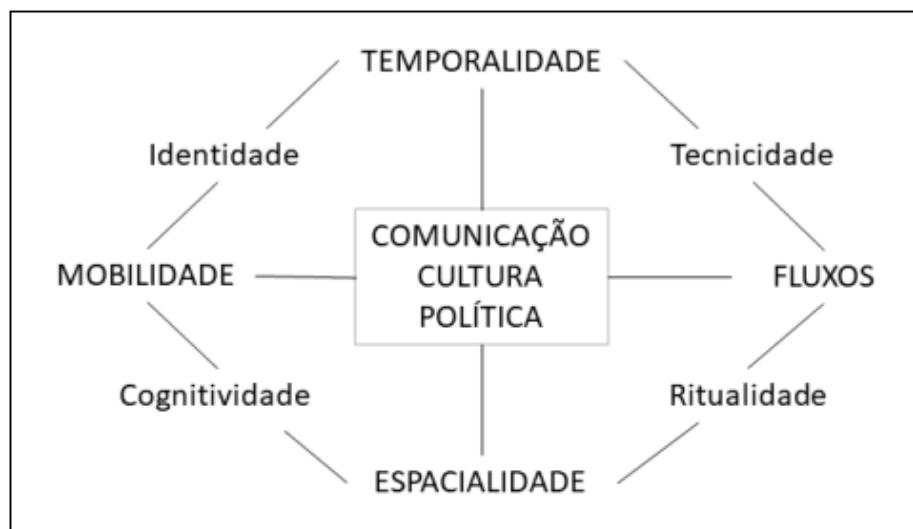 TEMPORALIDADE
Identidade
Tecnicidade
COMUNICAÇÃO
CULTURA
POLÍTICA
MOBILIDADE
FLUXOS
Cognitividade
Ritualidade
ESPACIALIDADE